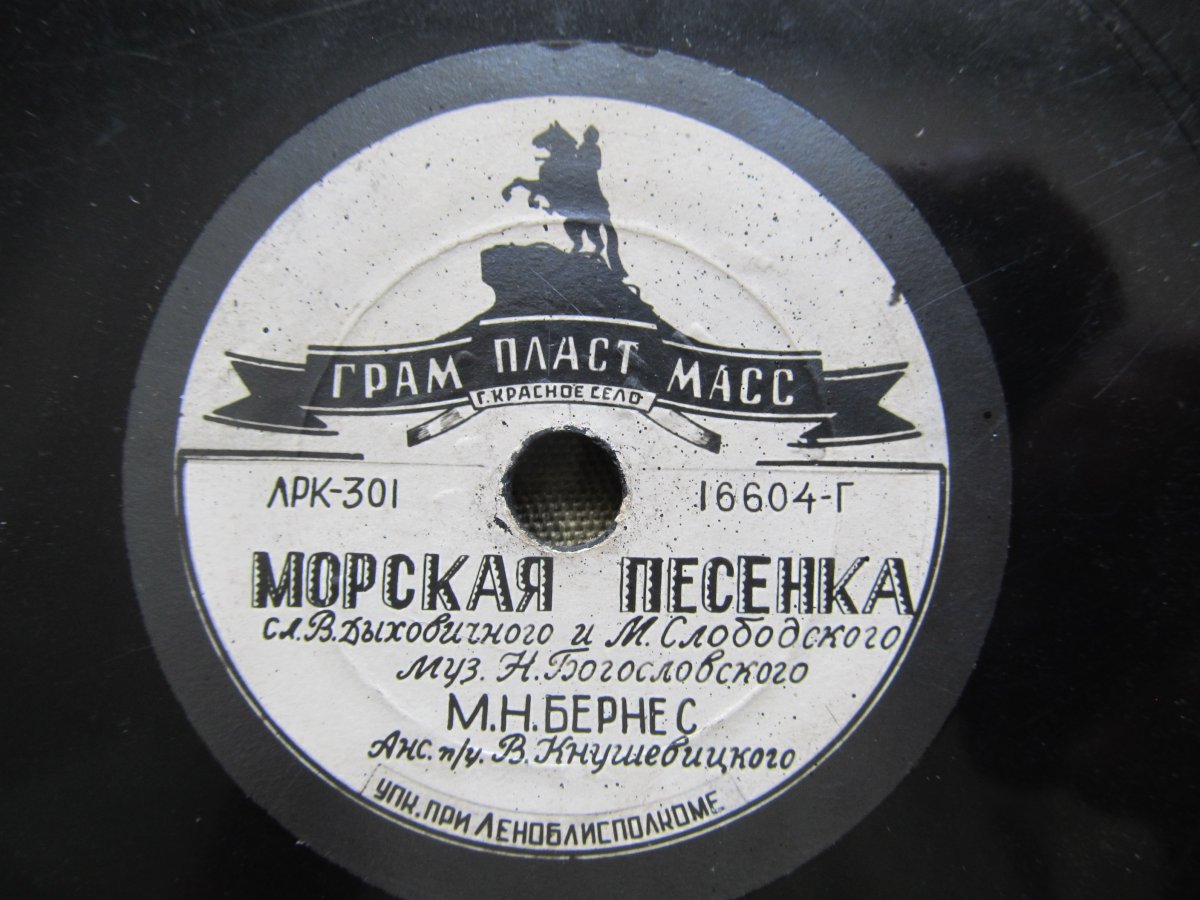 ГРАМ ПЛАСТ МАСС
Г. КРАСНОЕ СЕЛО
ЛРК-301 16604-Г
МОРСКАЯ ПЕСЕНКА
сл. В. Дыховичного и М. Слободского
муз. Н. Богословского
М.Н. БЕРНЕС
Анс. п/у. В. Кнушевицкого
УПК. ПРИ ЛЕНОБЛИСПОЛКОМЕ